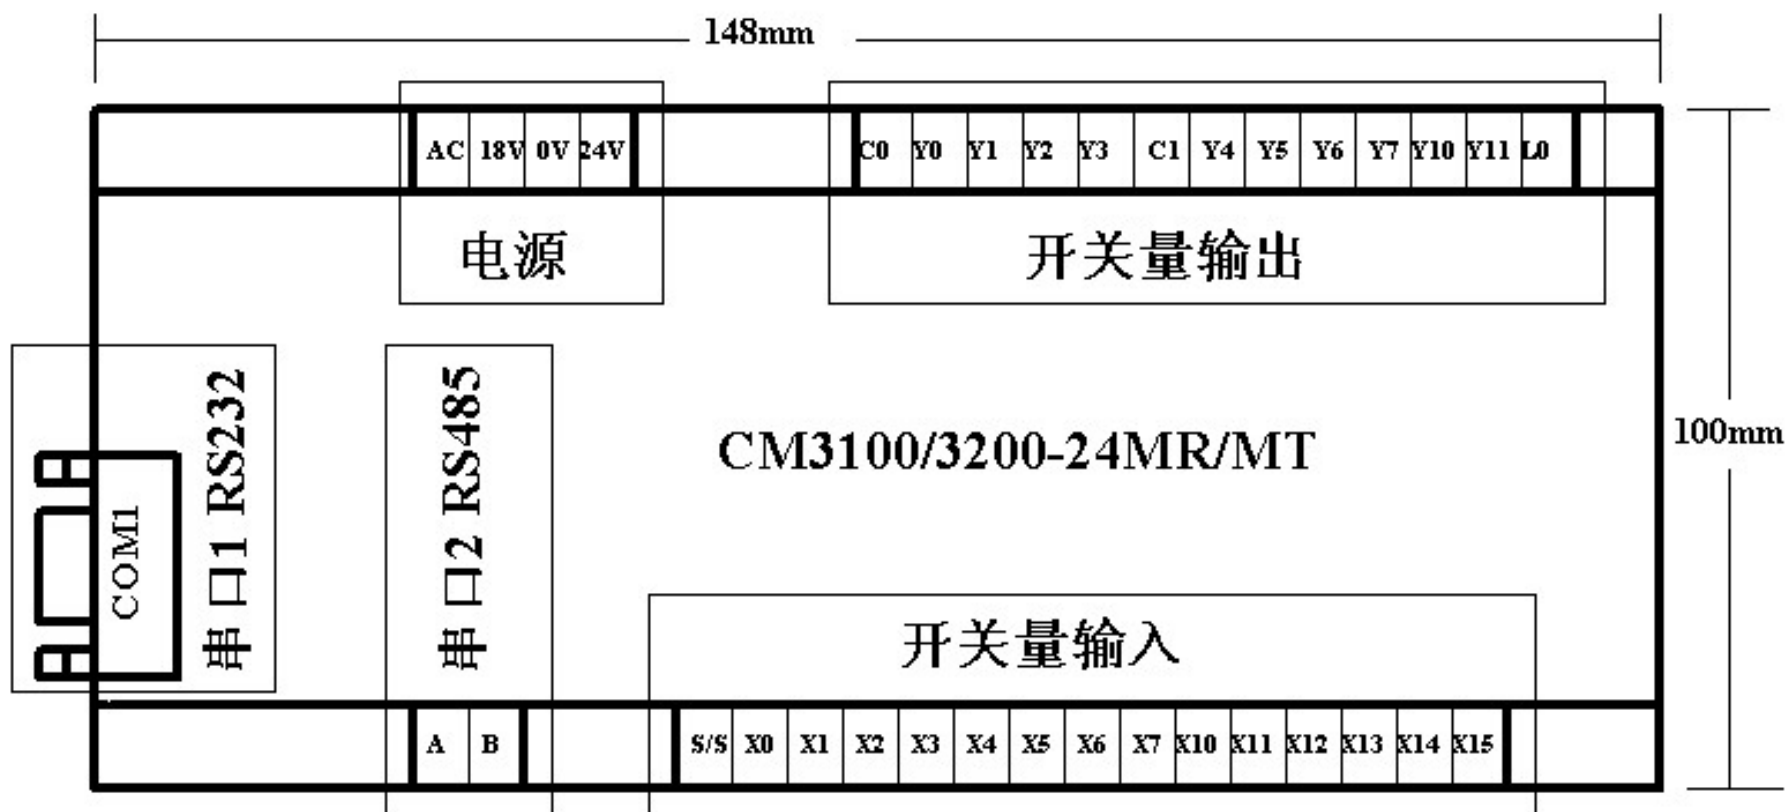 148mm
AC 18V 0V 24V
C0 Y0 Y1 Y2 Y3 C1 Y4 Y5 Y6 Y7 Y10 Y11 L0
电源
开关量输出
串口1 RS232
串口2 RS485
COM1
CM3100/3200-24MR/MT
100mm
开关量输入
A B
S/S X0 X1 X2 X3 X4 X5 X6 X7 X10 X11 X12 X13 X14 X15